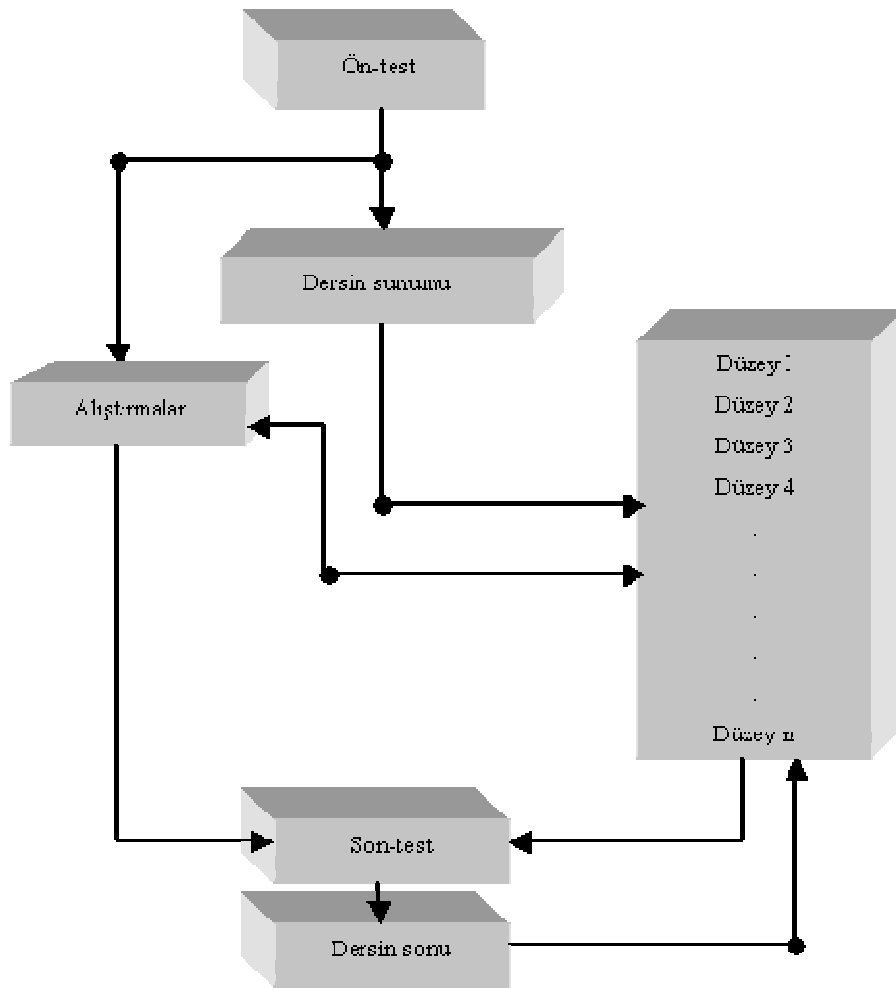 Ön-test
Dersin sunumu
Alıştırmalar
Düzey 1
Düzey 2
Düzey 3
Düzey 4
.
.
.
.
.
Düzey n
Son-test
Dersin sonu